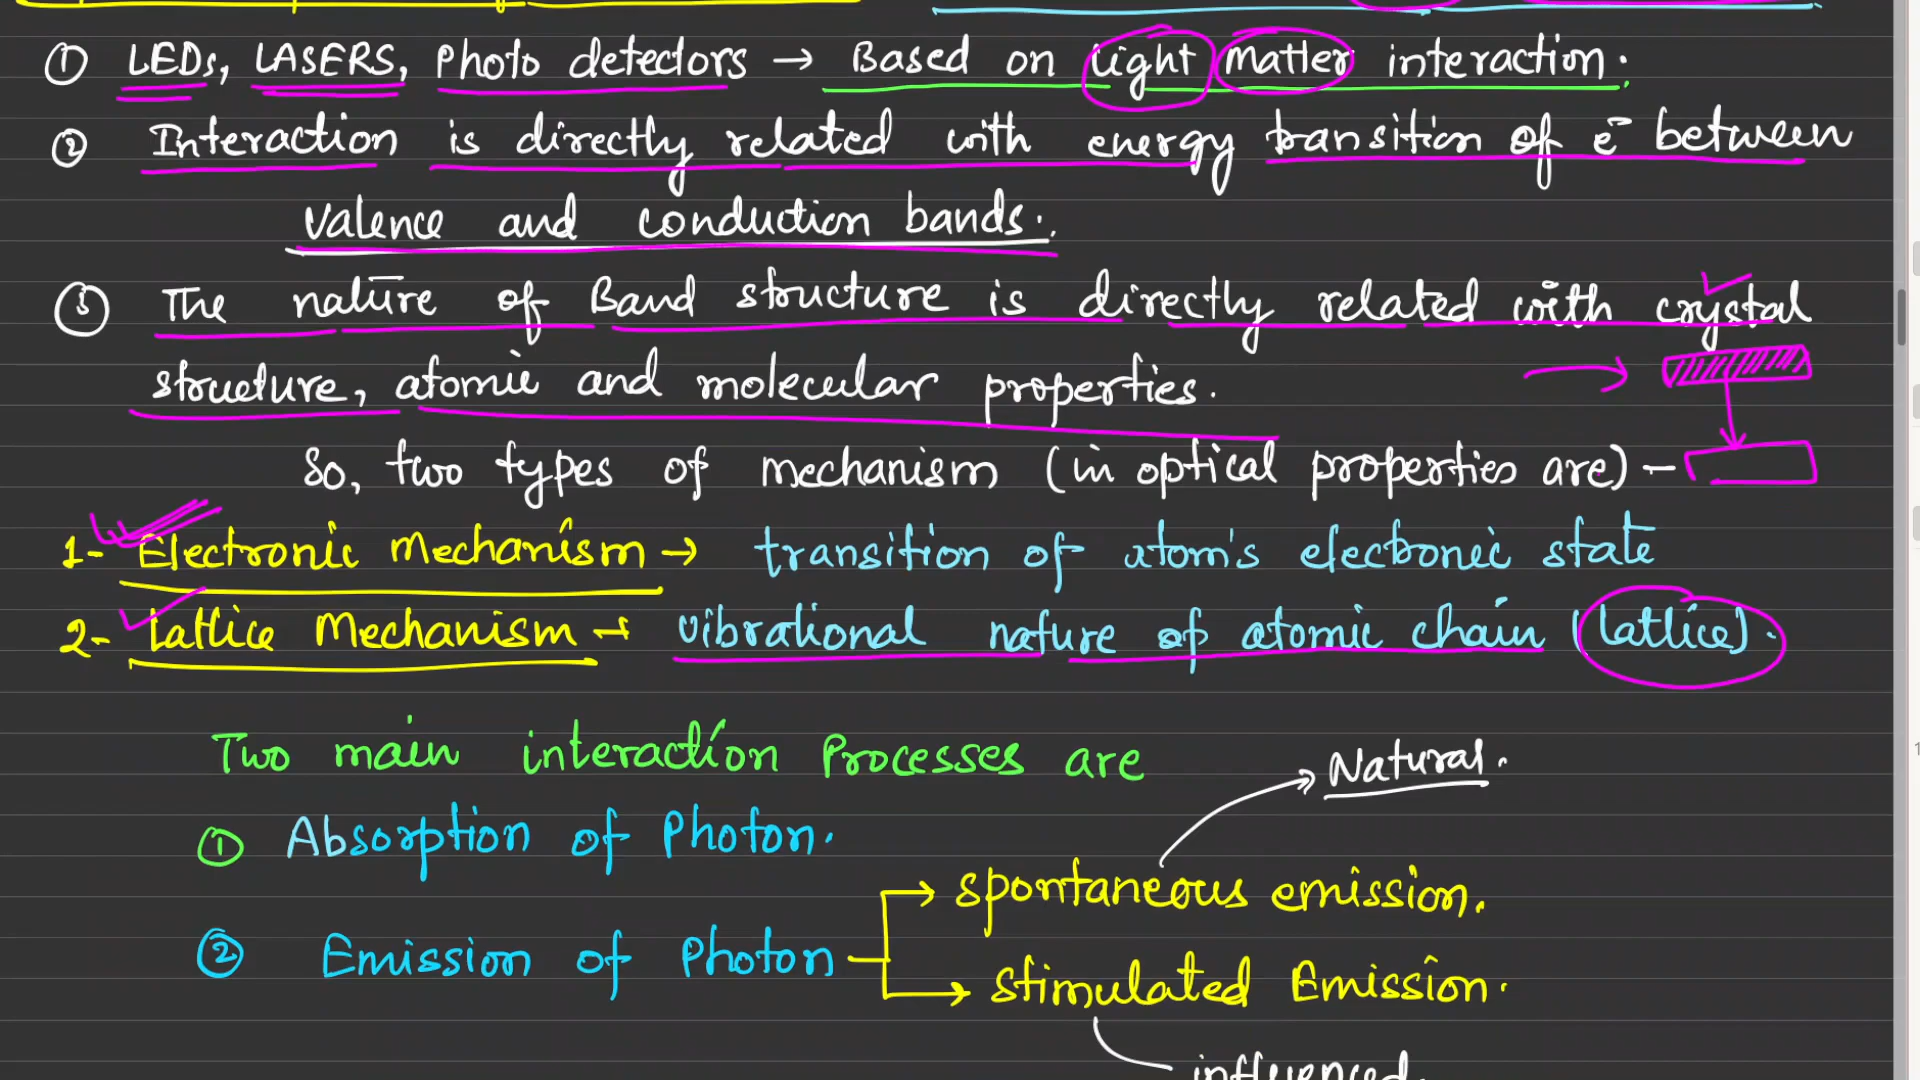 ① LEDs, LASERS, Photo detectors → Based on Light Matter interaction.
② Interaction is directly related with energy transition of e⁻ between
valence and conduction bands.
③ The nature of Band structure is directly related with crystal
structure, atomic and molecular properties.
So, two types of mechanism (in optical properties are) -
1- Electronic Mechanism → transition of atom's electronic state
2- Lattice Mechanism → vibrational nature of atomic chain (lattice).
Two main interaction Processes are
Natural.
① Absorption of Photon.
spontaneous emission.
② Emission of Photon
stimulated Emission.
influenced